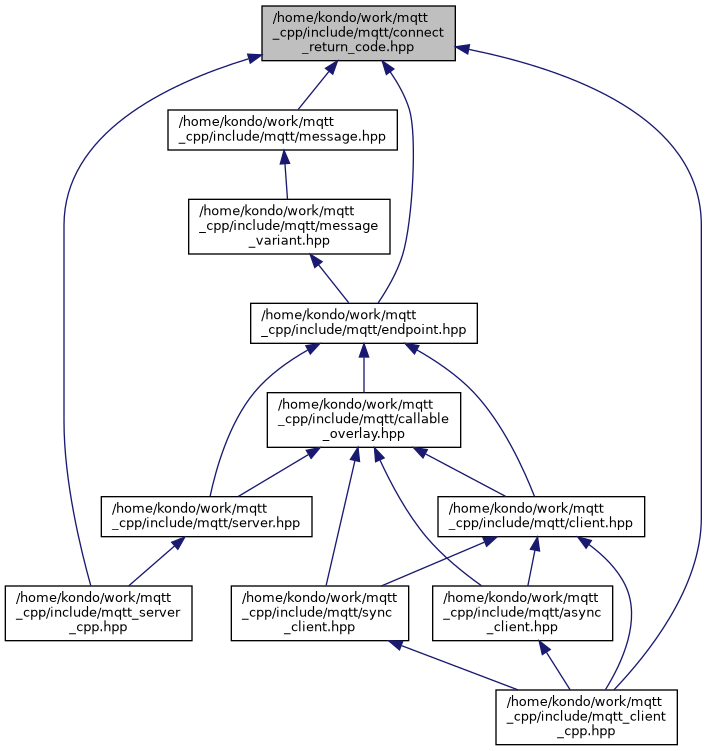 /home/kondo/work/mqtt
_cpp/include/mqtt/connect
_return_code.hpp
/home/kondo/work/mqtt
_cpp/include/mqtt/message.hpp
/home/kondo/work/mqtt
_cpp/include/mqtt/message
_variant.hpp
/home/kondo/work/mqtt
_cpp/include/mqtt/endpoint.hpp
/home/kondo/work/mqtt
_cpp/include/mqtt/callable
_overlay.hpp
/home/kondo/work/mqtt
_cpp/include/mqtt/server.hpp
/home/kondo/work/mqtt
_cpp/include/mqtt/client.hpp
/home/kondo/work/mqtt
_cpp/include/mqtt_server
_cpp.hpp
/home/kondo/work/mqtt
_cpp/include/mqtt/sync
_client.hpp
/home/kondo/work/mqtt
_cpp/include/mqtt/async
_client.hpp
/home/kondo/work/mqtt
_cpp/include/mqtt_client
_cpp.hpp